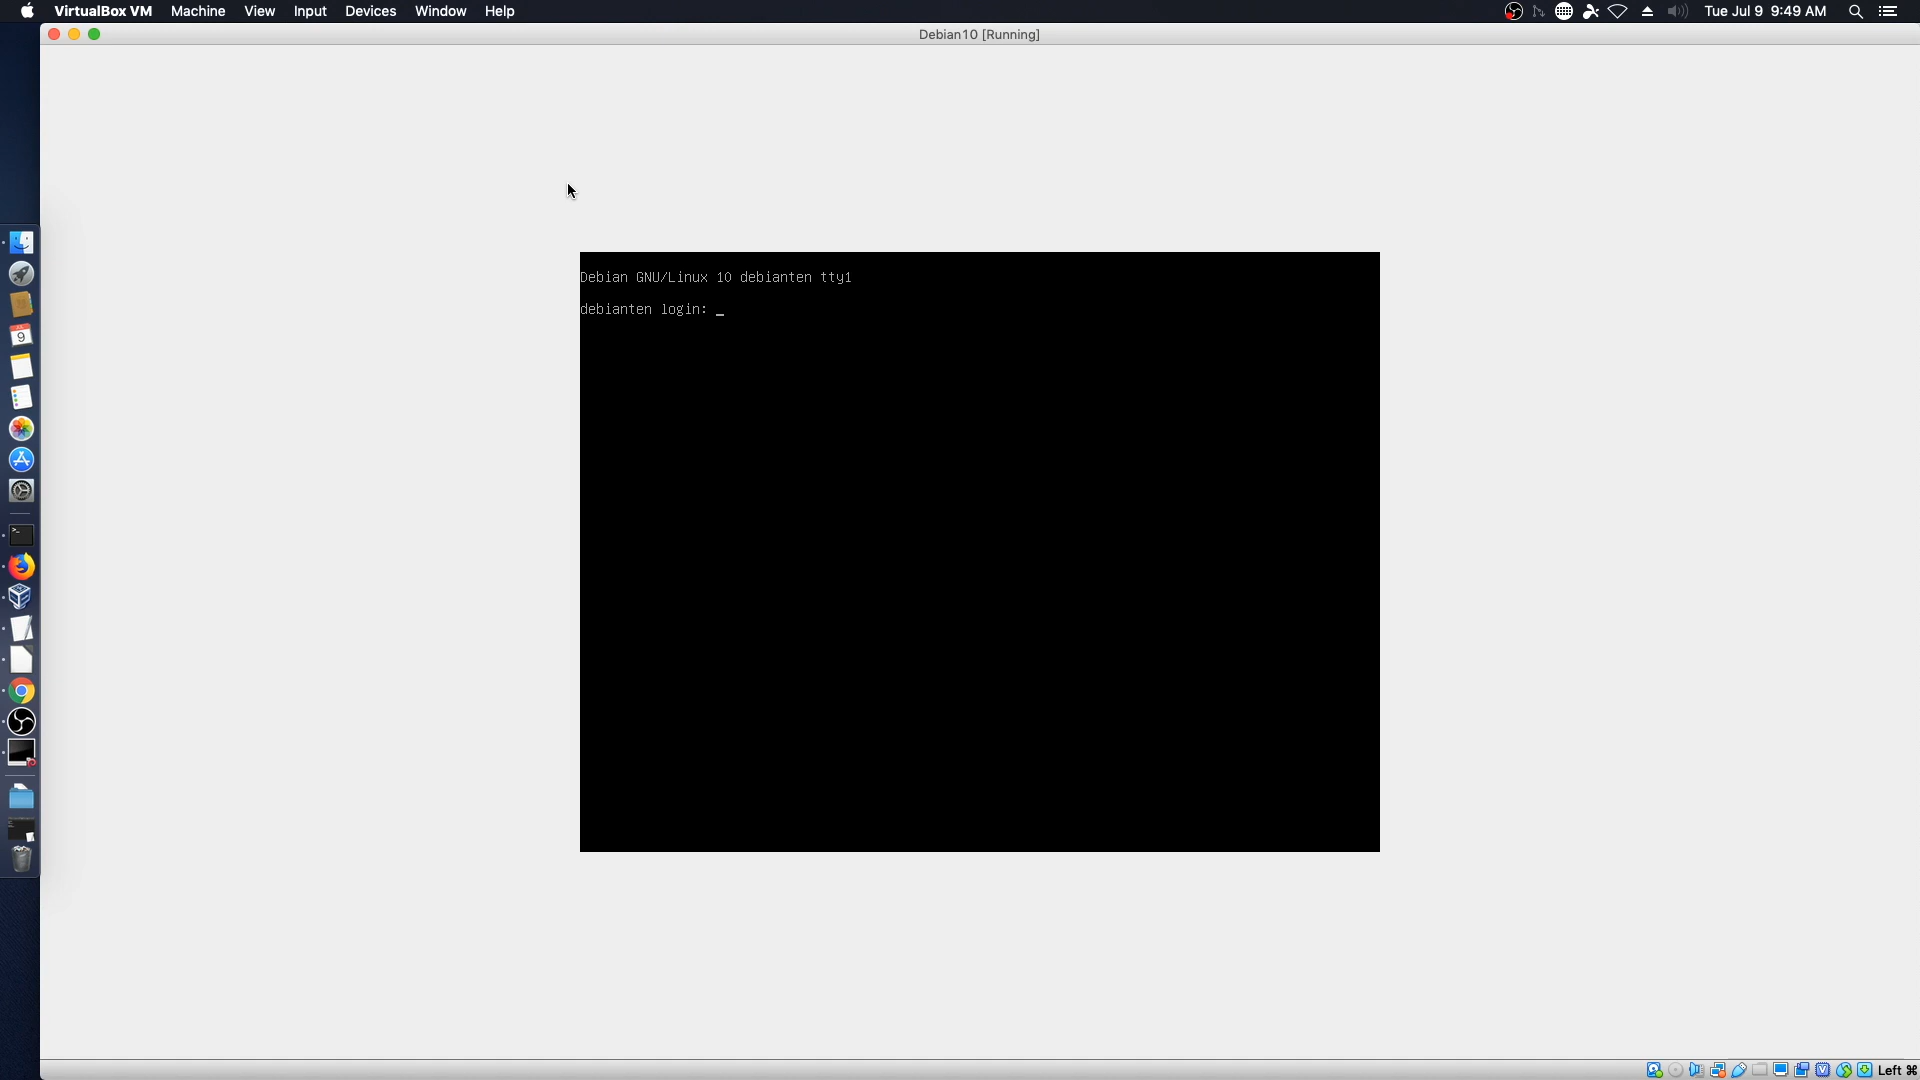 VirtualBox VM Machine View Input Devices Window Help Tue Jul 9 9:49 AM
Debian10 [Running]
Debian GNU/Linux 10 debianten tty1
debianten login: _
9
Left ⌘